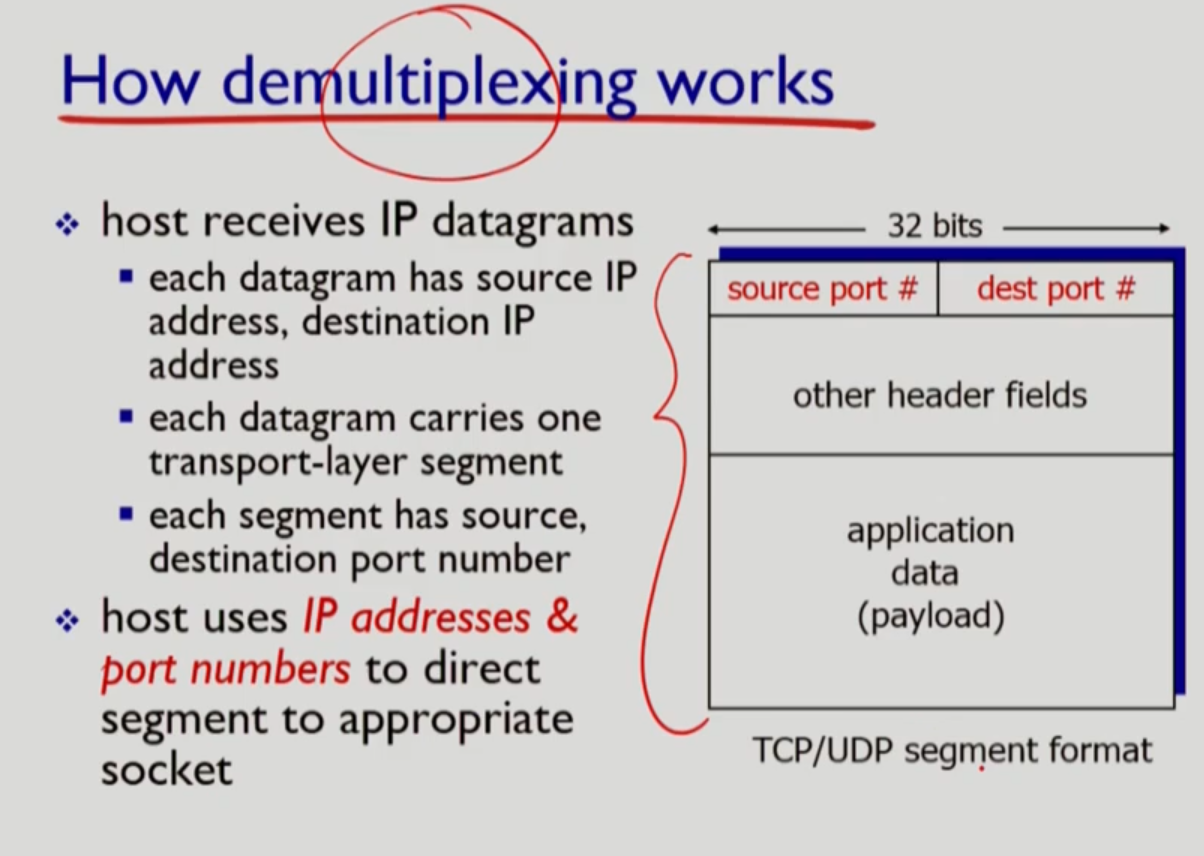 How demultiplexing works
host receives IP datagrams
each datagram has source IP
address, destination IP
address
each datagram carries one
transport-layer segment
each segment has source,
destination port number
host uses IP addresses &
port numbers to direct
segment to appropriate
socket
32 bits
source port # dest port #
other header fields
application
data
(payload)
TCP/UDP segment format